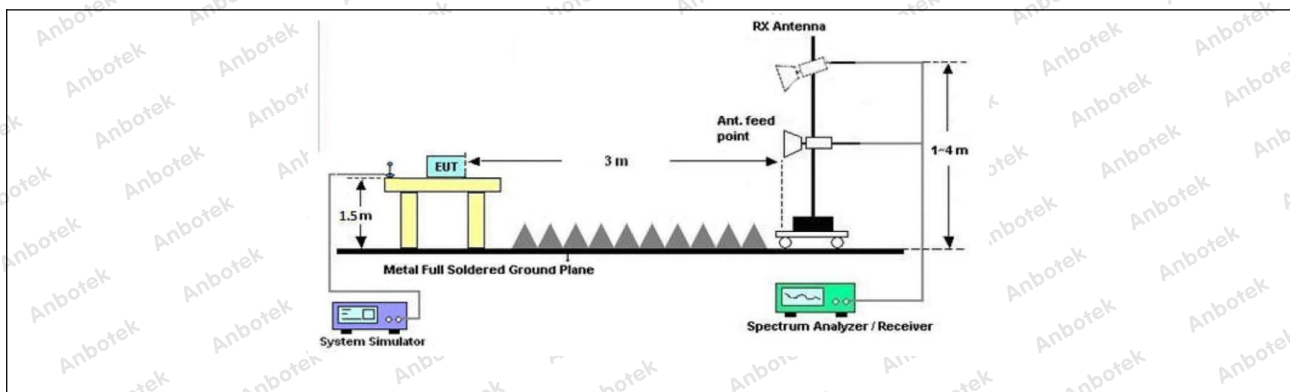 RX Antenna
Ant. feed
point
1~4 m
3 m
EUT
1.5 m
Metal Full Soldered Ground Plane
System Simulator
Spectrum Analyzer / Receiver
Anbotek